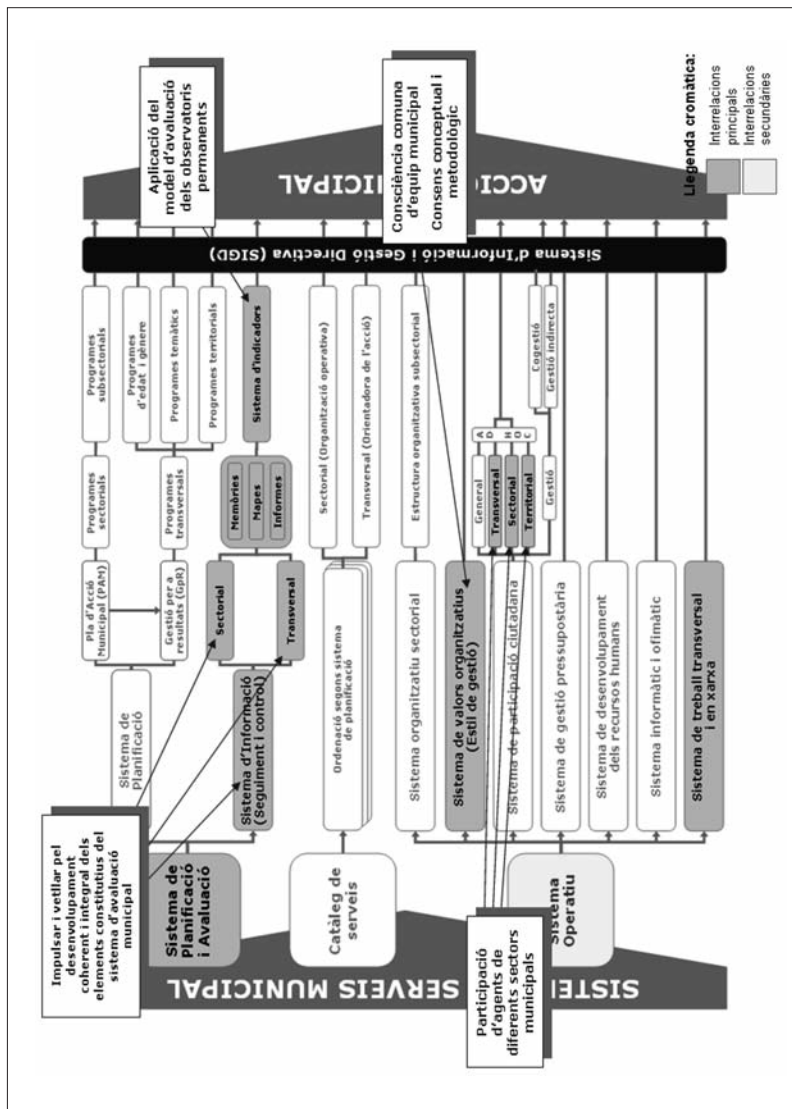 Impulsar i vetllar pel
desenvolupament
coherent i integral dels
elements constitutius del
sistema d'avaluació
municipal
Aplicació del
model d'avaluació
dels observatoris
permanents
Consciència comuna
d'equip municipal
Consens conceptual i
metodològic
Participació
d'agents de
diferents sectors
municipals
SERVEIS MUNICIPAL
Sistema de
Planificació
i Avaluació
Catàleg de
serveis
Sistema
Operatiu
Sistema de
Planificació
Sistema d'Informació
(Seguiment i control)
Ordenació segons sistema
de planificació
Sistema organitzatiu sectorial
Sistema de valors organitzatius
(Estil de gestió)
Sistema de participació ciutadana
Sistema de gestió pressupostària
Sistema de desenvolupament
dels recursos humans
Sistema informàtic i ofimàtic
Sistema de treball transversal
i en xarxa
Pla d'Acció
Municipal (PAM)
Gestió per a
resultats (GpR)
Sectorial
Transversal
Programes
sectorials
Programes
transversals
Memòries
Mapes
Informes
Programes
subsectorials
Programes
d'edat i gènere
Programes temàtics
Programes territorials
Sistema d'indicadors
Sectorial (Organització operativa)
Transversal (Orientadora de l'acció)
Estructura organitzativa subsectorial
General
Transversal
Sectorial
Territorial
Gestió
A
D
H
O
C
Cogestió
Gestió indirecta
Sistema d'Informació i Gestió Directiva (SIGD)
Llegenda cromàtica:
Interrelacions
principals
Interrelacions
secundàries